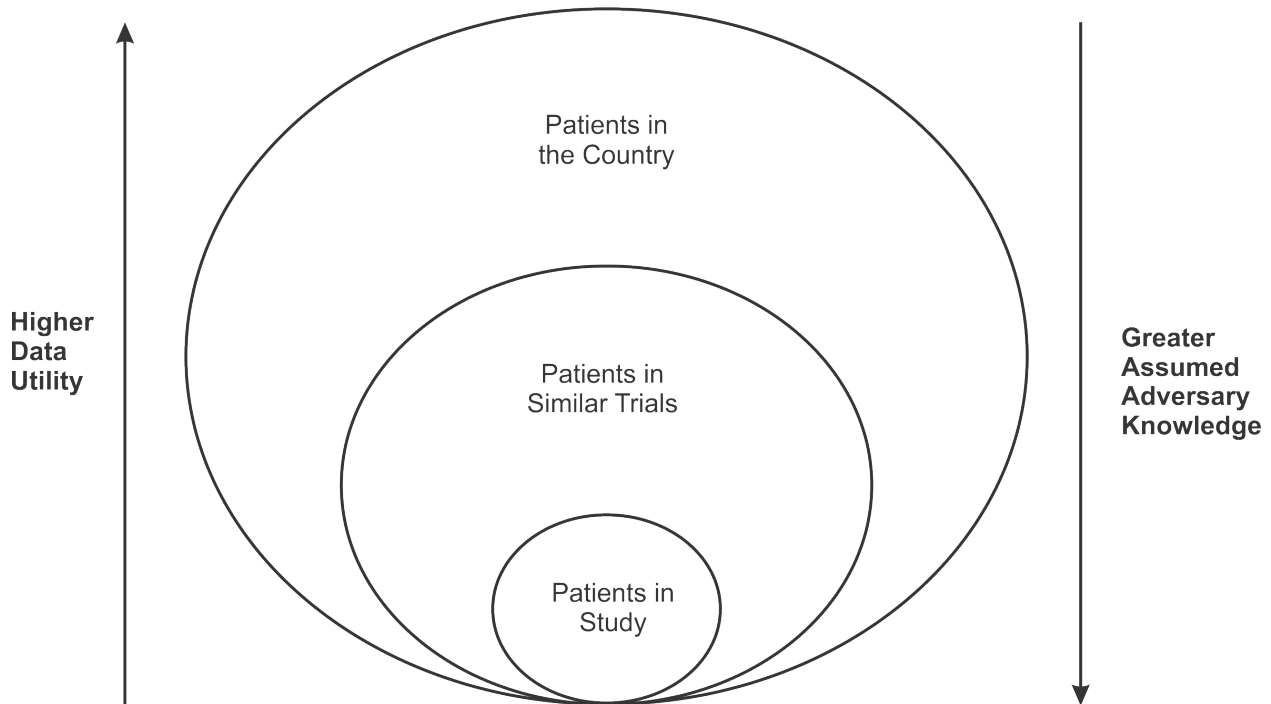 Patients in
the Country
Higher
Data
Utility
Greater
Assumed
Adversary
Knowledge
Patients in
Similar Trials
Patients in
Study